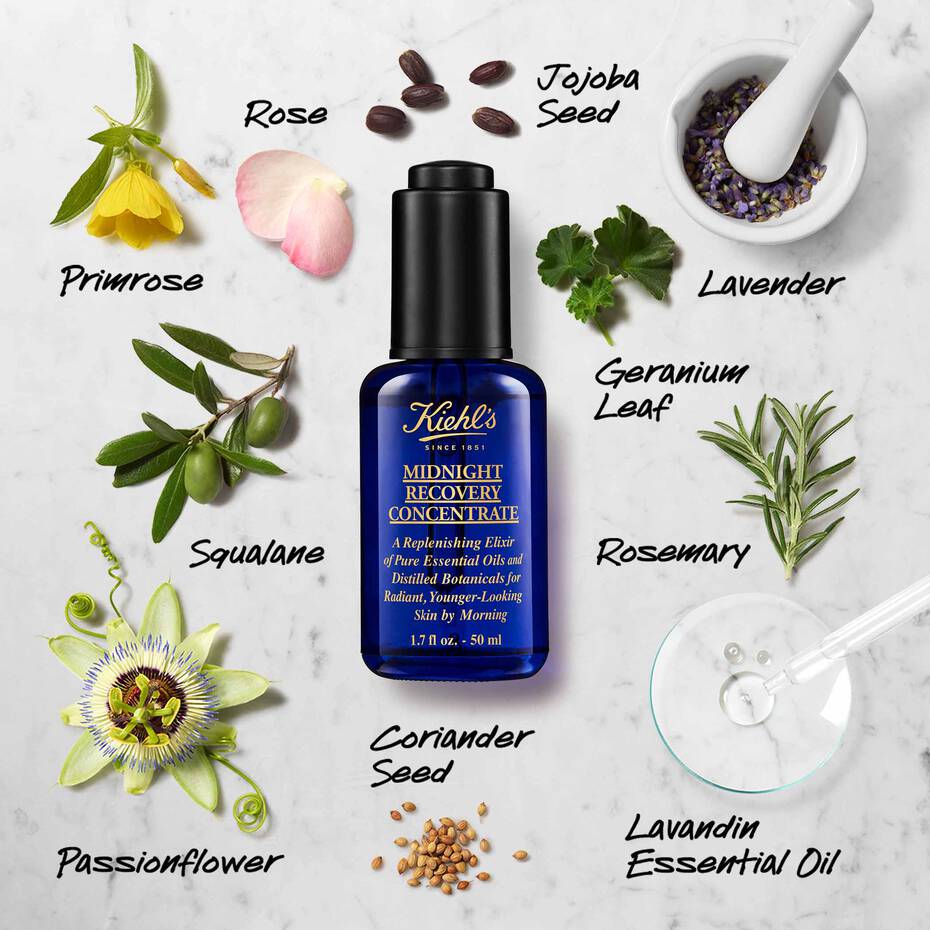 Rose
Jojoba
Seed
Primrose
Lavender
Geranium
Leaf
Kiehl's
SINCE 1851
MIDNIGHT
RECOVERY
CONCENTRATE
A Replenishing Elixir
of Pure Essential Oils and
Distilled Botanicals for
Radiant, Younger-Looking
Skin by Morning
1.7 fl oz. - 50 ml
Squalane
Rosemary
Coriander
Seed
Passionflower
Lavandin
Essential Oil